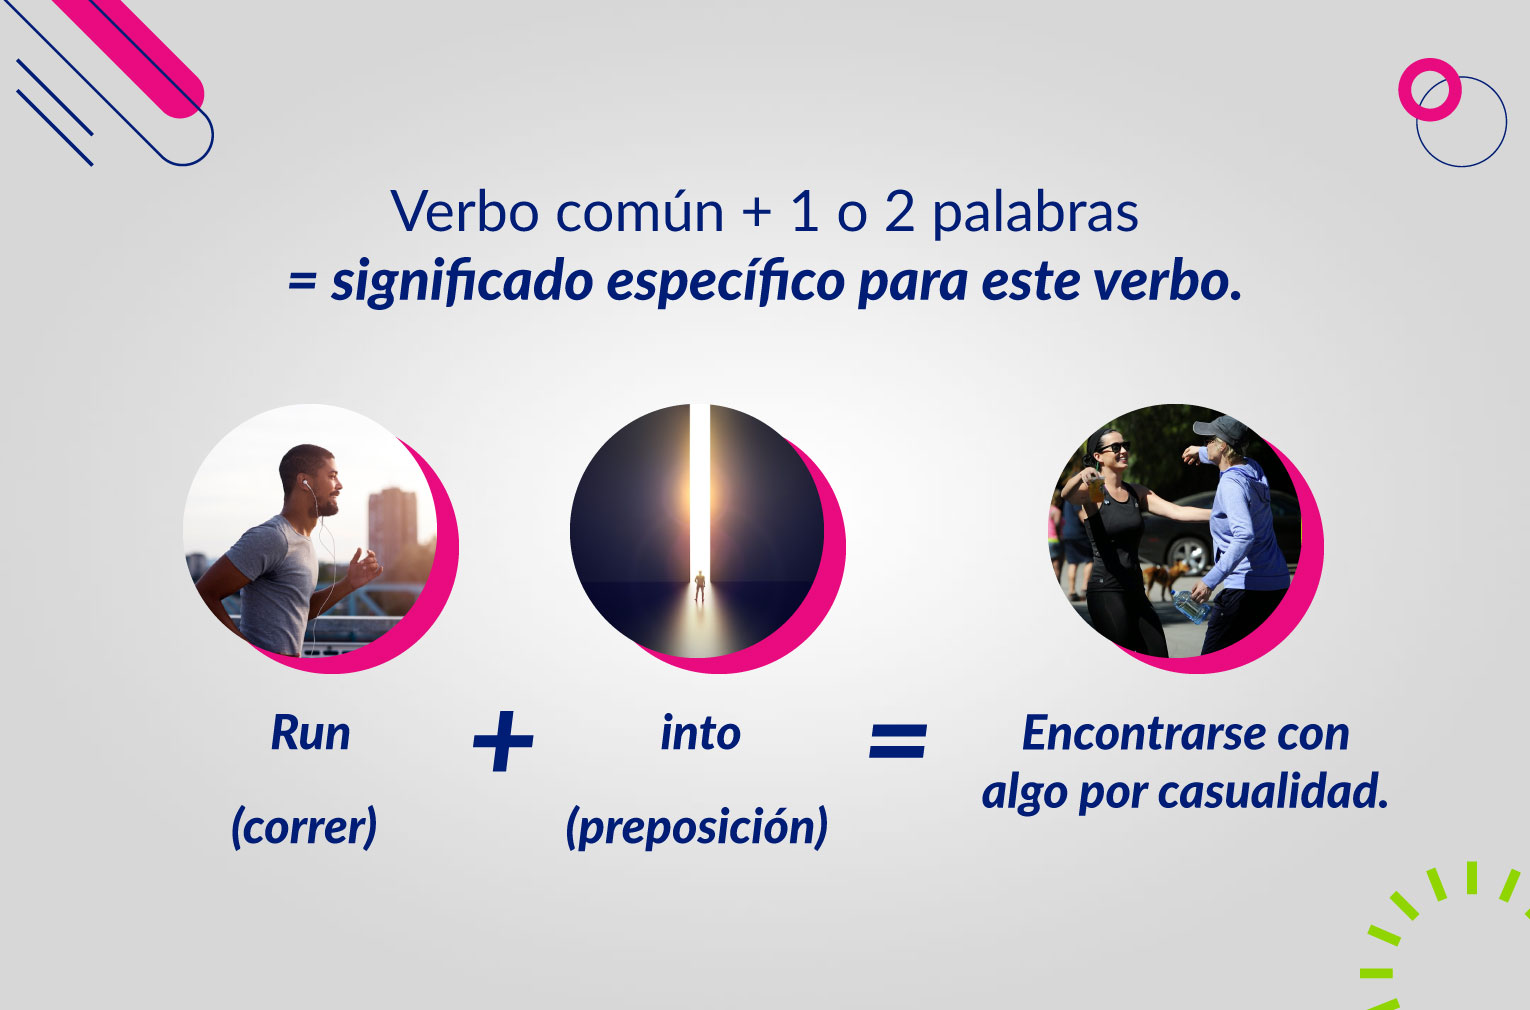 Verbo común + 1 o 2 palabras
= significado específico para este verbo.
Run + into = Encontrarse con
algo por casualidad.
(correr) (preposición)